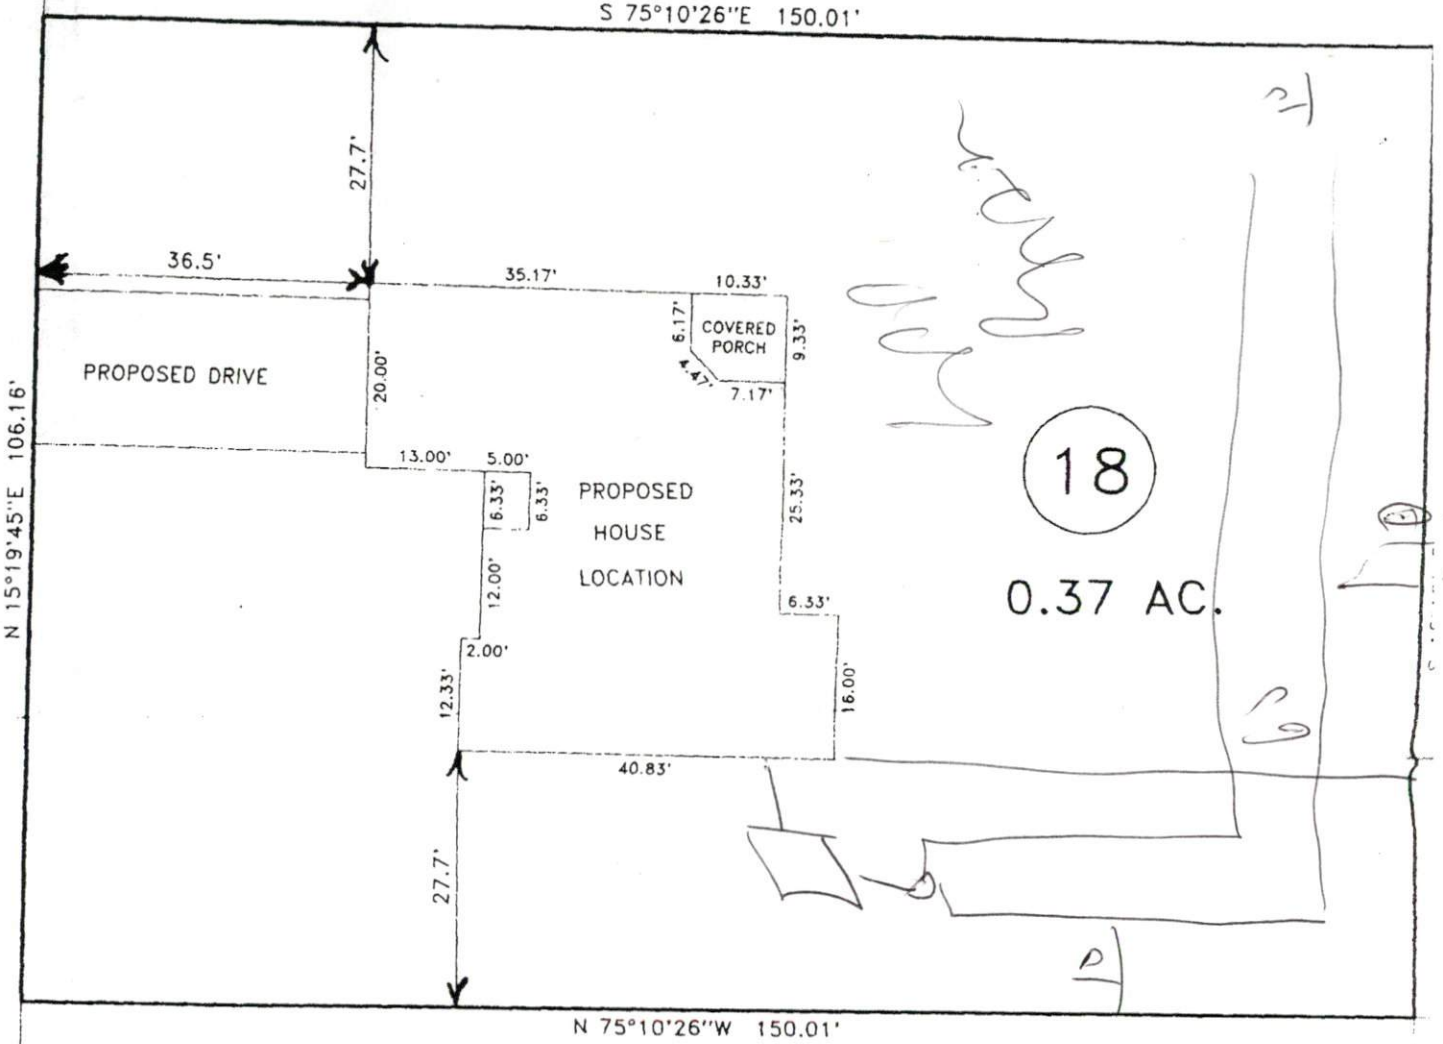 S 75°10'26"E 150.01'
27.7'
36.5'
35.17'
10.33'
6.17'
COVERED
PORCH
9.33'
4.47'
7.17'
PROPOSED DRIVE
20.00'
N 15°19'45"E 106.16'
13.00'
5.00'
6.33'
6.33'
PROPOSED
HOUSE
LOCATION
25.33'
18
12.00'
0.37 AC.
6.33'
2.00'
12.33'
16.00'
40.83'
27.7'
N 75°10'26"W 150.01'